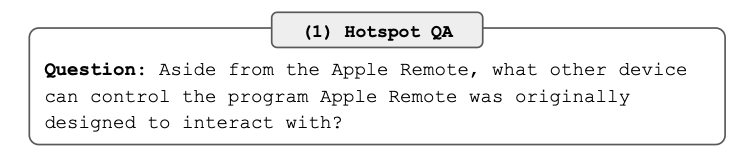 (1) Hotspot QA
Question: Aside from the Apple Remote, what other device
can control the program Apple Remote was originally
designed to interact with?